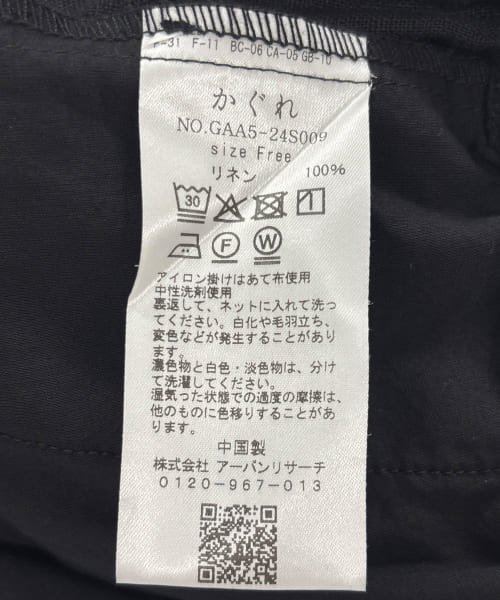 F-31 F-11 BC-06 CA-05 GB-10
かぐれ
NO.GAA5-24S009
size Free
リネン 100%
30
F W
アイロン掛けはあて布使用
中性洗剤使用
裏返して、ネットに入れて洗っ
てください。白化や毛羽立ち、
変色などが発生することがあり
ます。
濃色物と白色・淡色物は、分け
て洗濯してください。
湿気った状態での過度の摩擦は、
他のものに色移りすることがあ
ります。
中国製
株式会社 アーバンリサーチ
0120-967-013